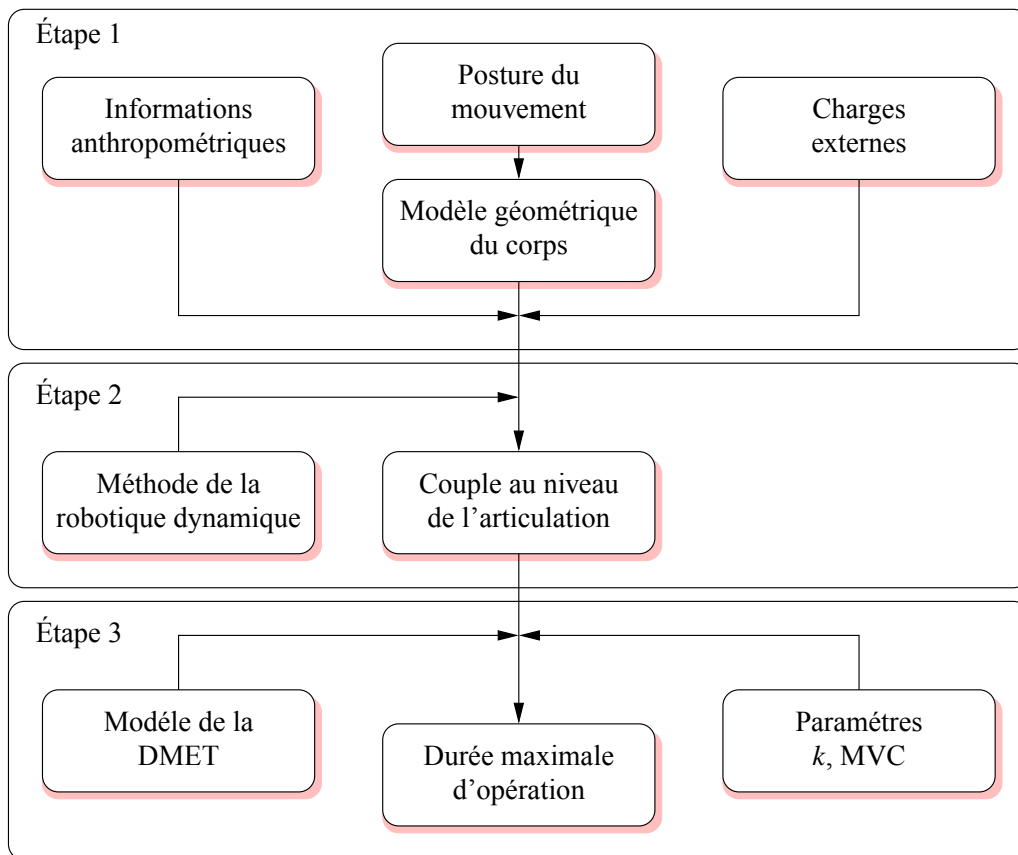 Étape 1
Informations
anthropométriques
Posture du
mouvement
Charges
externes
Modèle géométrique
du corps
Étape 2
Méthode de la
robotique dynamique
Couple au niveau
de l’articulation
Étape 3
Modéle de la
DMET
Durée maximale
d’opération
Paramétres
k, MVC